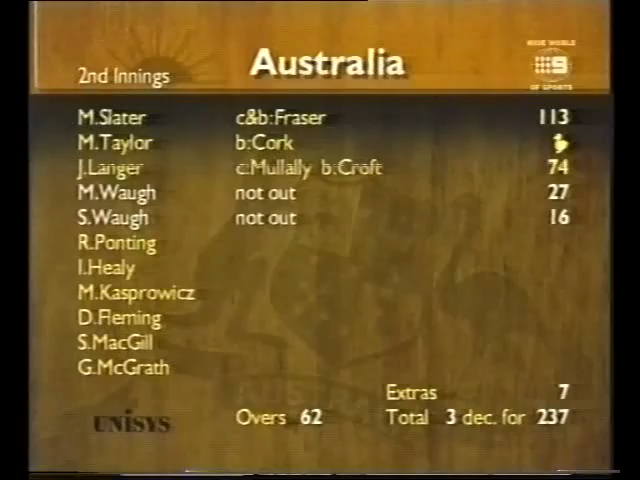 2nd Innings Australia
WIDE WORLD
9
OF SPORTS
M.Slater c&b:Fraser 113
M.Taylor b:Cork
J.Langer c:Mullally b:Croft 74
M.Waugh not out 27
S.Waugh not out 16
R.Ponting
I.Healy
M.Kasprowicz
D.Fleming
S.MacGill
G.McGrath
AUSTRALIA
Extras 7
UNiSYS Overs 62 Total 3 dec. for 237